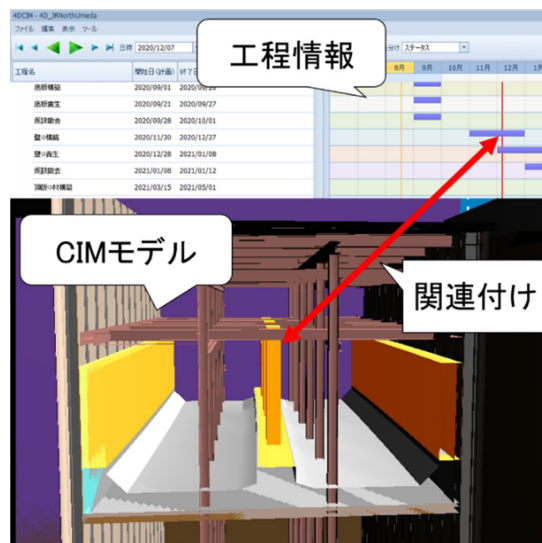 4DCIM - 4D_JRNorthUmeda
ファイル 編集 表示 ツール
日時 2020/12/07 分け ステータス
工程情報
工程名 開始日(計画) 終了日 8月 9月 10月 11月 12月 1月
底版構築 2020/09/01 2020/09/20
底版養生 2020/09/21 2020/09/27
仮設撤去 2020/09/28 2020/10/01
壁○構築 2020/11/30 2020/12/27
壁○養生 2020/12/28 2021/01/08
仮設撤去 2021/01/08 2021/01/12
2021/03/15 2021/05/01
CIMモデル
関連付け